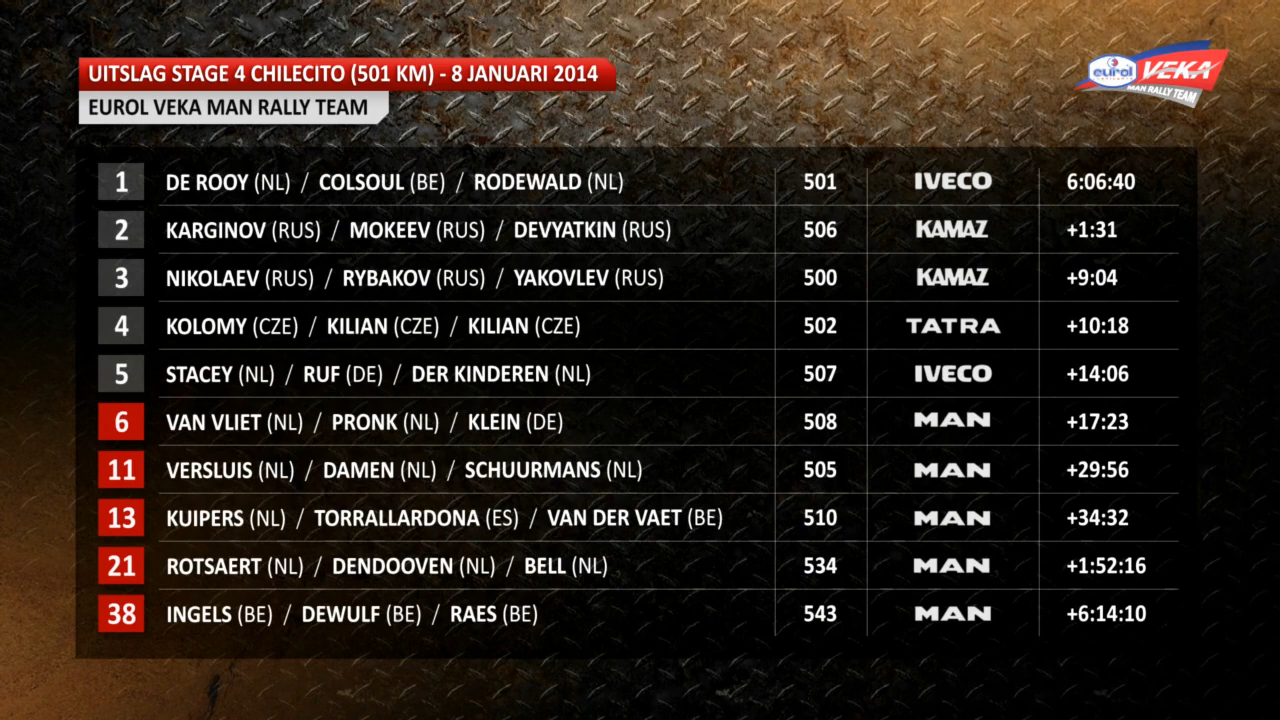 UITSLAG STAGE 4 CHILECITO (501 KM) - 8 JANUARI 2014
EUROL VEKA MAN RALLY TEAM
eurol VEKA
MAN RALLY TEAM
1 DE ROOY (NL) / COLSOUL (BE) / RODEWALD (NL) 501 IVECO 6:06:40
2 KARGINOV (RUS) / MOKEEV (RUS) / DEVYATKIN (RUS) 506 KAMAZ +1:31
3 NIKOLAEV (RUS) / RYBAKOV (RUS) / YAKOVLEV (RUS) 500 KAMAZ +9:04
4 KOLOMY (CZE) / KILIAN (CZE) / KILIAN (CZE) 502 TATRA +10:18
5 STACEY (NL) / RUF (DE) / DER KINDEREN (NL) 507 IVECO +14:06
6 VAN VLIET (NL) / PRONK (NL) / KLEIN (DE) 508 MAN +17:23
11 VERSLUIS (NL) / DAMEN (NL) / SCHUURMANS (NL) 505 MAN +29:56
13 KUIPERS (NL) / TORRALLARDONA (ES) / VAN DER VAET (BE) 510 MAN +34:32
21 ROTSAERT (NL) / DENDOOVEN (NL) / BELL (NL) 534 MAN +1:52:16
38 INGELS (BE) / DEWULF (BE) / RAES (BE) 543 MAN +6:14:10